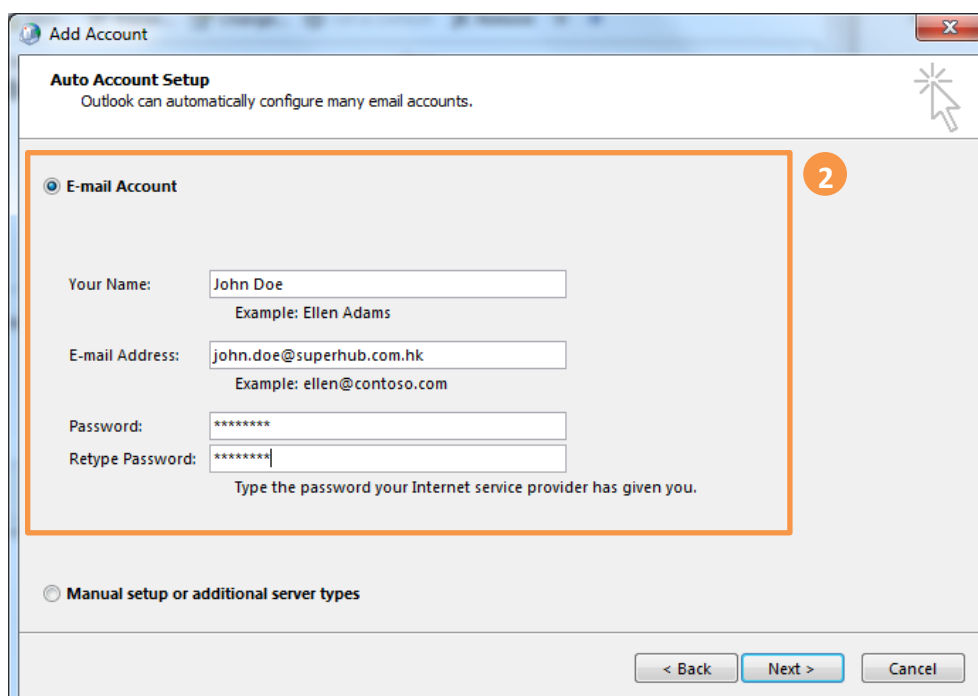 Add Account
Auto Account Setup
Outlook can automatically configure many email accounts.
2
E-mail Account
Your Name: John Doe
Example: Ellen Adams
E-mail Address: john.doe@superhub.com.hk
Example: ellen@contoso.com
Password: ********
Retype Password: ********
Type the password your Internet service provider has given you.
Manual setup or additional server types
< Back Next > Cancel